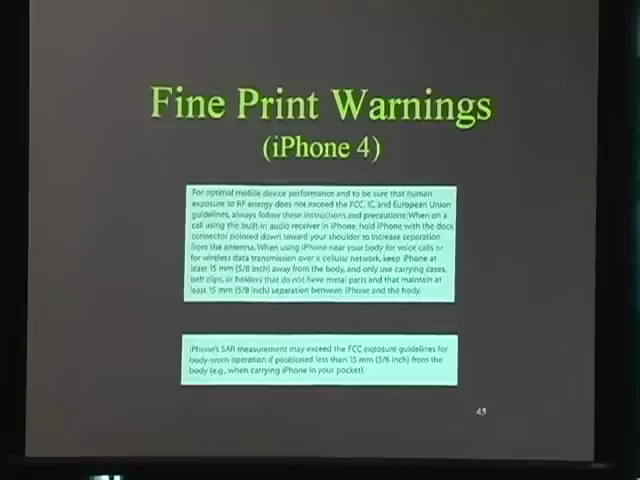 Fine Print Warnings
(iPhone 4)
For optimal mobile device performance and to be sure that human
exposure to RF energy does not exceed the FCC, IC, and European Union
guidelines, always follow these instructions and precautions: When on a
call using the built-in audio receiver in iPhone, hold iPhone with the dock
connector pointed down toward your shoulder to increase separation
from the antenna. When using iPhone near your body for voice calls or
for wireless data transmission over a cellular network, keep iPhone at
least 15 mm (5/8 inch) away from the body, and only use carrying cases,
belt clips, or holders that do not have metal parts and that maintain at
least 15 mm (5/8 inch) separation between iPhone and the body.
iPhone's SAR measurement may exceed the FCC exposure guidelines for
body-worn operation if positioned less than 15 mm (5/8 inch) from the
body (e.g., when carrying iPhone in your pocket).
45